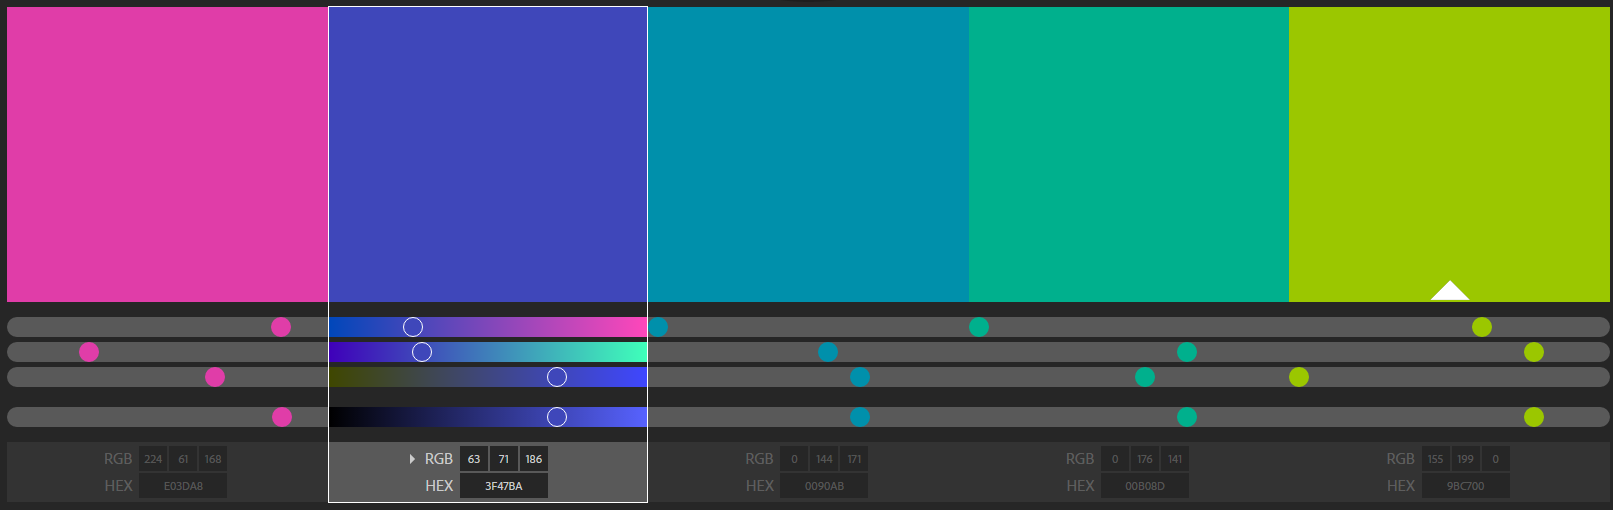 RGB 224 61 168 RGB 63 71 186 RGB 0 144 171 RGB 0 176 141 RGB 155 199 0
HEX E03DA8 HEX 3F47BA HEX 0090AB HEX 00B08D HEX 9BC700